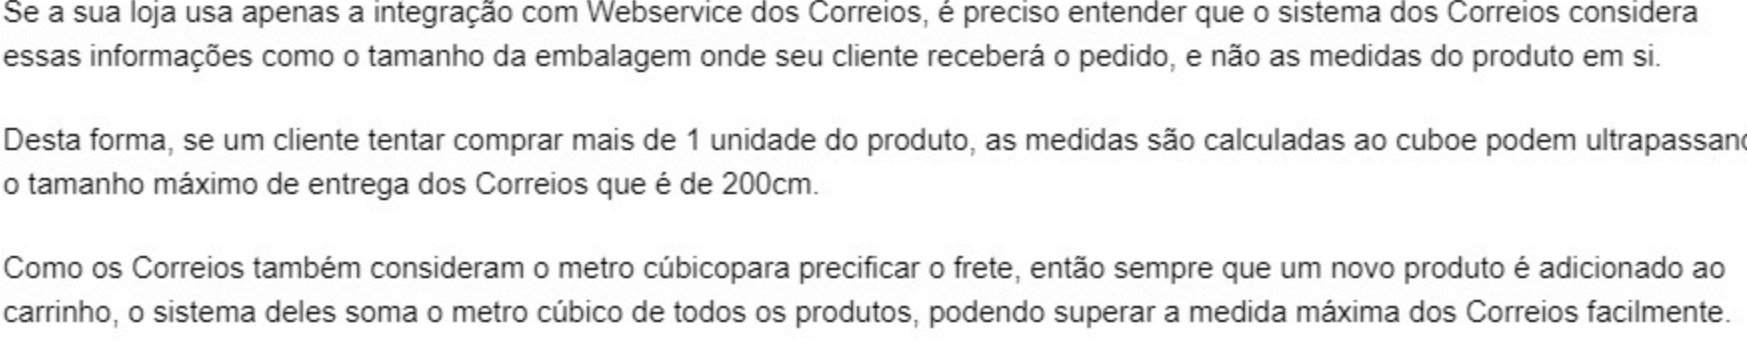 Se a sua loja usa apenas a integração com Webservice dos Correios, é preciso entender que o sistema dos Correios considera
essas informações como o tamanho da embalagem onde seu cliente receberá o pedido, e não as medidas do produto em si.
Desta forma, se um cliente tentar comprar mais de 1 unidade do produto, as medidas são calculadas ao cuboe podem ultrapassand
o tamanho máximo de entrega dos Correios que é de 200cm.
Como os Correios também consideram o metro cúbicopara precificar o frete, então sempre que um novo produto é adicionado ao
carrinho, o sistema deles soma o metro cúbico de todos os produtos, podendo superar a medida máxima dos Correios facilmente.